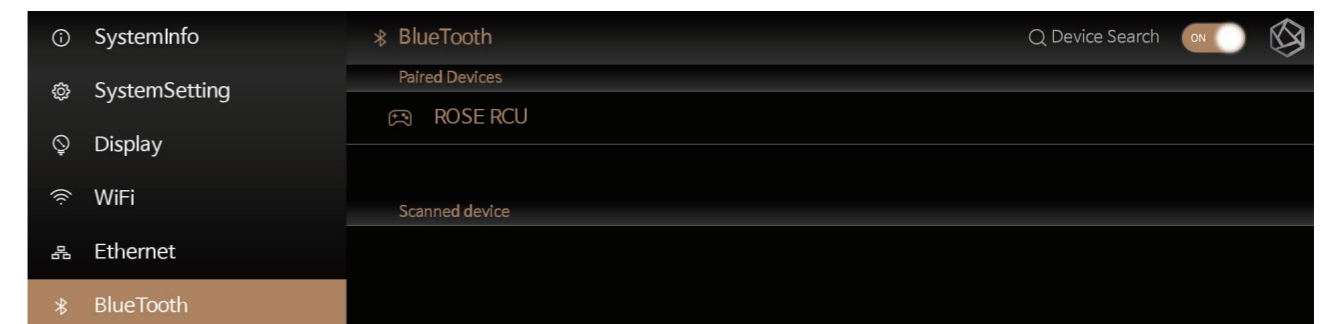 SystemInfo
SystemSetting
Display
WiFi
Ethernet
BlueTooth
BlueTooth
Device Search
ON
Paired Devices
ROSE RCU
Scanned device